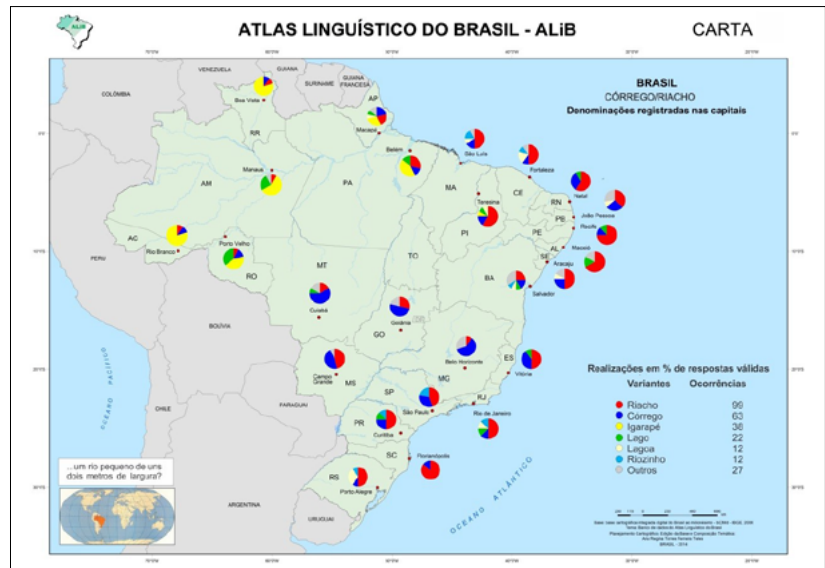 ALiB
ATLAS LINGUÍSTICO DO BRASIL - ALiB
CARTA
VENEZUELA
GUIANA
SURINAME
GUIANA
FRANCESA
COLÔMBIA
BRASIL
CÓRREGO/RIACHO
Denominações registradas nas capitais
Boa Vista
RR
AP
Macapá
Belém
São Luís
Fortaleza
Manaus
AM
PA
MA
CE
Teresina
Natal
RN
João Pessoa
PB
Recife
PI
PE
AC
Rio Branco
Porto Velho
AL
Maceió
SE
Aracaju
RO
MT
TO
BA
Salvador
PERU
Cuiabá
Goiânia
GO
BOLÍVIA
Belo Horizonte
ES
Vitória
MG
Campo
Grande
MS
SP
São Paulo
RJ
Rio de Janeiro
PARAGUAI
CHILE
PR
Curitiba
SC
Florianópolis
RS
Porto Alegre
ARGENTINA
URUGUAI
OCEANO PACÍFICO
OCEANO ATLÂNTICO
Realizações em % de respostas válidas
Variantes Ocorrências
Riacho 99
Córrego 63
Igarapé
Lago 22
Lagoa 12
Riozinho 12
Outros 27
... um rio pequeno de uns
dois metros de largura?